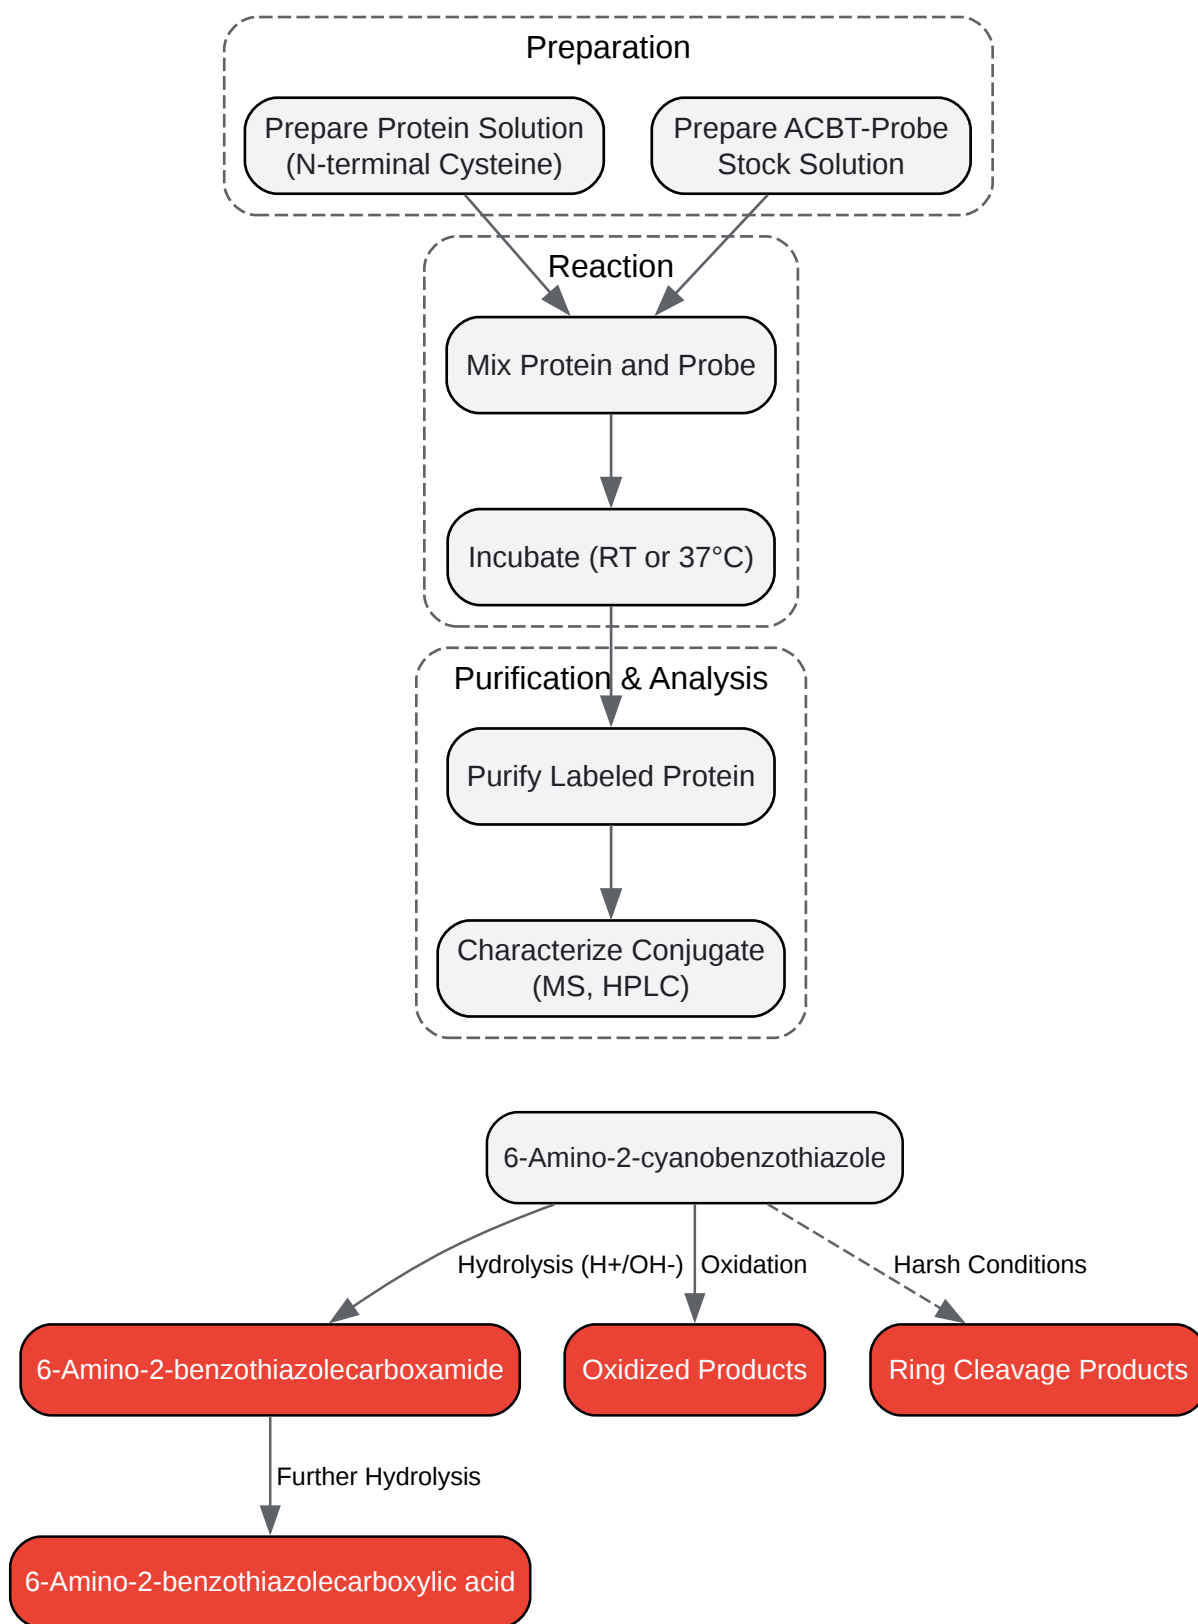 Preparation
Prepare Protein Solution
(N-terminal Cysteine)
Prepare ACBT-Probe
Stock Solution
Reaction
Mix Protein and Probe
Incubate (RT or 37°C)
Purification & Analysis
Purify Labeled Protein
Characterize Conjugate
(MS, HPLC)
6-Amino-2-cyanobenzothiazole
Hydrolysis (H+/OH-)
Oxidation
Harsh Conditions
6-Amino-2-benzothiazolecarboxamide
Oxidized Products
Ring Cleavage Products
Further Hydrolysis
6-Amino-2-benzothiazolecarboxylic acid